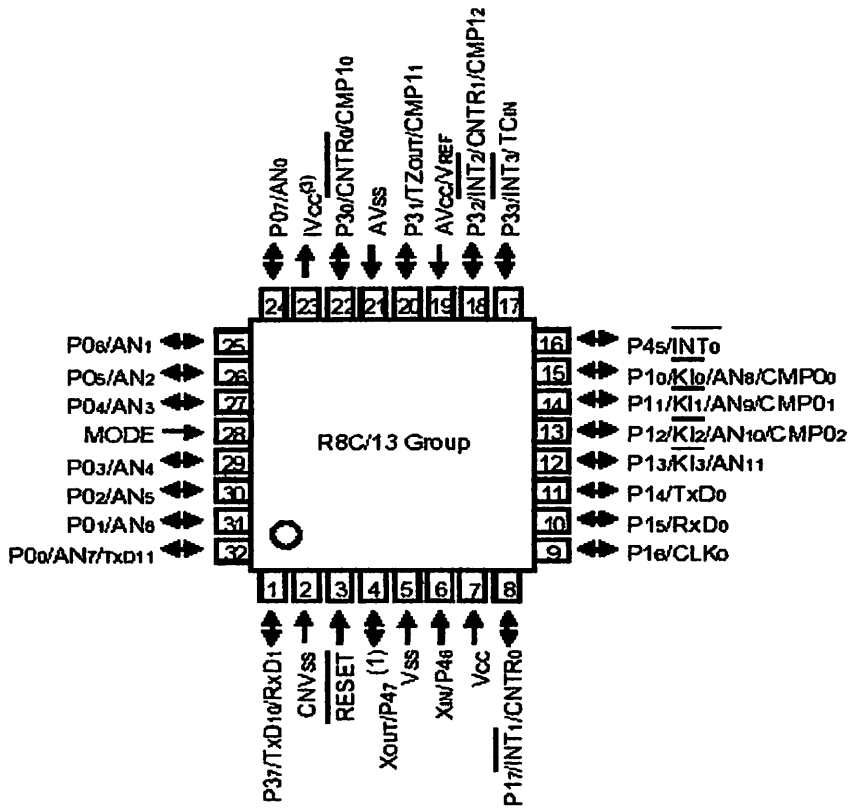 P07/AN0
IVCC(3)
P30/CNTR0/CMP10
AVSS
P31/TZOUT/CMP11
AVCC/VREF
P32/INT2/CNTR1/CMP12
P33/INT3/TCIN
24 23 22 21 20 19 18 17
P06/AN1 25
P05/AN2 26
P04/AN3 27
MODE 28
P03/AN4 29
P02/AN5 30
P01/AN6 31
P00/AN7/TxD11 32
R8C/13 Group
16 P45/INT0
15 P10/KI0/AN8/CMP00
14 P11/KI1/AN9/CMP01
13 P12/KI2/AN10/CMP02
12 P13/KI3/AN11
11 P14/TxD0
10 P15/RxD0
9 P16/CLK0
1 2 3 4 5 6 7 8
P37/TxD10/RxD1
CNVSS
RESET
XOUT/P47 (1)
VSS
XIN/P46
VCC
P17/INT1/CNTR0